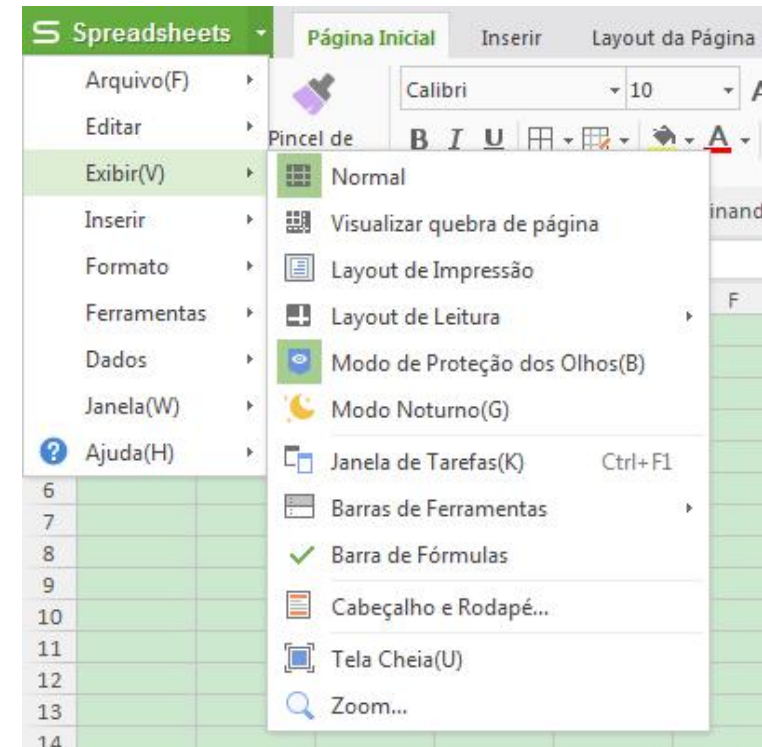 Spreadsheets
Página Inicial Inserir Layout da Página
Arquivo(F)
Editar
Exibir(V)
Inserir
Formato
Ferramentas
Dados
Janela(W)
Ajuda(H)
Calibri 10 A
Pincel de B I U A
Normal
Visualizar quebra de página
Layout de Impressão
Layout de Leitura
Modo de Proteção dos Olhos(B)
Modo Noturno(G)
Janela de Tarefas(K) Ctrl+F1
Barras de Ferramentas
Barra de Fórmulas
Cabeçalho e Rodapé...
Tela Cheia(U)
Zoom...
F
6
7
8
9
10
11
12
13
14